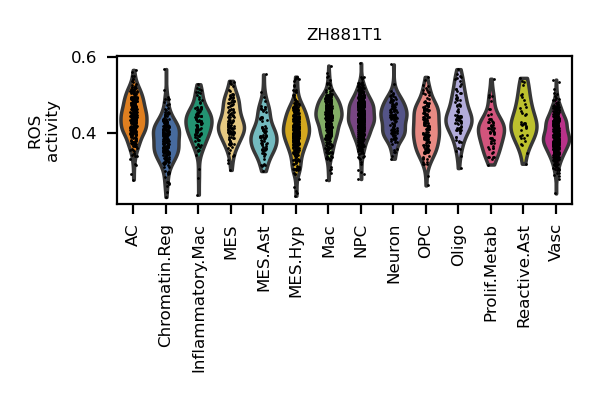 ZH881T1
ROS
activity
0.6
0.4
AC
Chromatin.Reg
Inflammatory.Mac
MES
MES.Ast
MES.Hyp
Mac
NPC
Neuron
OPC
Oligo
Prolif.Metab
Reactive.Ast
Vasc